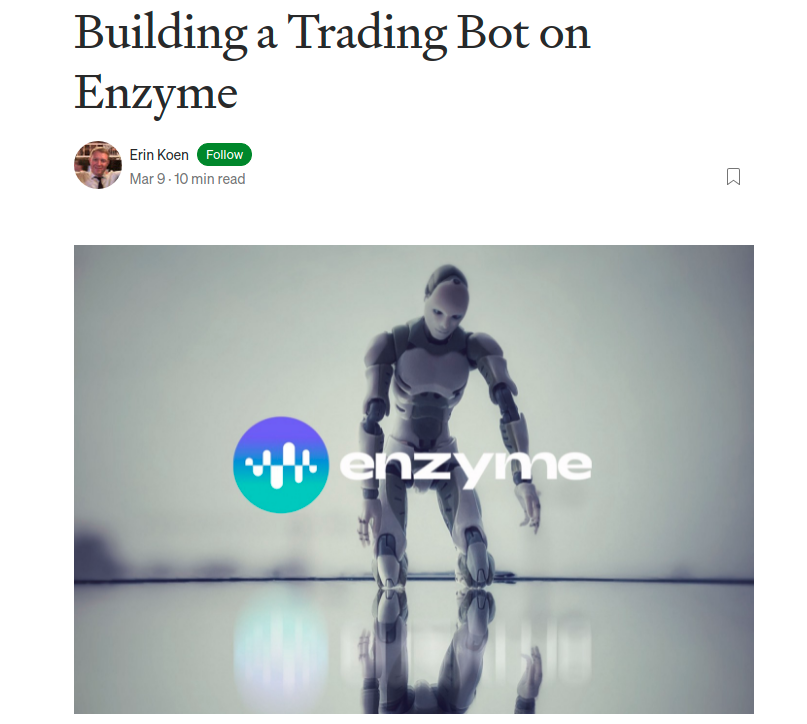 Building a Trading Bot on
Enzyme
Erin Koen Follow
Mar 9 · 10 min read
enzyme